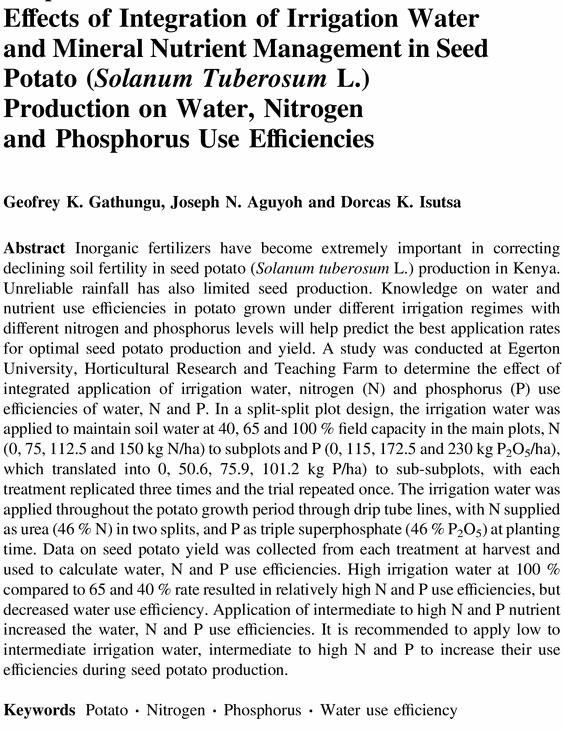 Effects of Integration of Irrigation Water
and Mineral Nutrient Management in Seed
Potato (Solanum Tuberosum L.)
Production on Water, Nitrogen
and Phosphorus Use Efficiencies
Geofrey K. Gathungu, Joseph N. Aguyoh and Dorcas K. Isutsa
Abstract Inorganic fertilizers have become extremely important in correcting
declining soil fertility in seed potato (Solanum tuberosum L.) production in Kenya.
Unreliable rainfall has also limited seed production. Knowledge on water and
nutrient use efficiencies in potato grown under different irrigation regimes with
different nitrogen and phosphorus levels will help predict the best application rates
for optimal seed potato production and yield. A study was conducted at Egerton
University, Horticultural Research and Teaching Farm to determine the effect of
integrated application of irrigation water, nitrogen (N) and phosphorus (P) use
efficiencies of water, N and P. In a split-split plot design, the irrigation water was
applied to maintain soil water at 40, 65 and 100 % field capacity in the main plots, N
(0, 75, 112.5 and 150 kg N/ha) to subplots and P (0, 115, 172.5 and 230 kg P₂O₅/ha),
which translated into 0, 50.6, 75.9, 101.2 kg P/ha) to sub-subplots, with each
treatment replicated three times and the trial repeated once. The irrigation water was
applied throughout the potato growth period through drip tube lines, with N supplied
as urea (46 % N) in two splits, and P as triple superphosphate (46 % P₂O₅) at planting
time. Data on seed potato yield was collected from each treatment at harvest and
used to calculate water, N and P use efficiencies. High irrigation water at 100 %
compared to 65 and 40 % rate resulted in relatively high N and P use efficiencies, but
decreased water use efficiency. Application of intermediate to high N and P nutrient
increased the water, N and P use efficiencies. It is recommended to apply low to
intermediate irrigation water, intermediate to high N and P to increase their use
efficiencies during seed potato production.
Keywords Potato · Nitrogen · Phosphorus · Water use efficiency